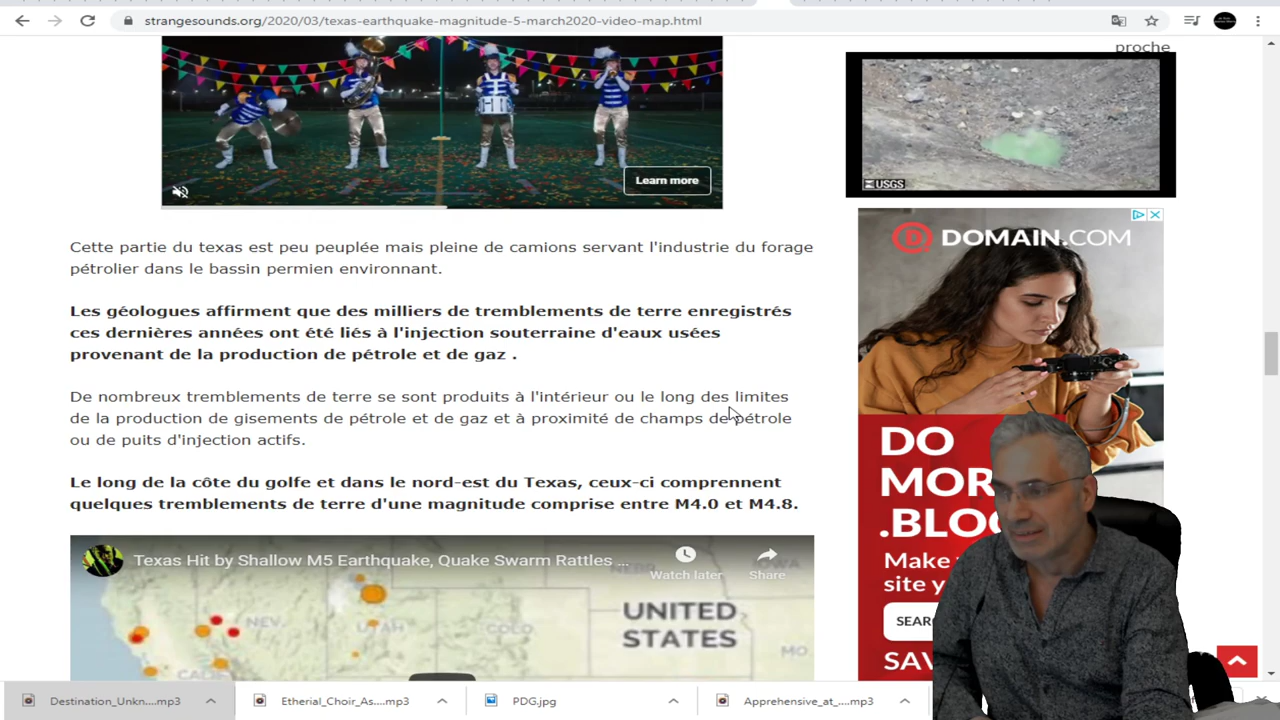 strangesounds.org/2020/03/texas-earthquake-magnitude-5-march2020-video-map.html
proche
Learn more
USGS
Cette partie du texas est peu peuplée mais pleine de camions servant l'industrie du forage
pétrolier dans le bassin permien environnant.
Les géologues affirment que des milliers de tremblements de terre enregistrés
ces dernières années ont été liés à l'injection souterraine d'eaux usées
provenant de la production de pétrole et de gaz .
De nombreux tremblements de terre se sont produits à l'intérieur ou le long des limites
de la production de gisements de pétrole et de gaz et à proximité de champs de pétrole
ou de puits d'injection actifs.
Le long de la côte du golfe et dans le nord-est du Texas, ceux-ci comprennent
quelques tremblements de terre d'une magnitude comprise entre M4.0 et M4.8.
Texas Hit by Shallow M5 Earthquake, Quake Swarm Rattles ...
Watch later
Share
UNITED
STATES
NEV.
UTAH
COLO.
IOWA
MO
DOMAIN.COM
DO
MOR
.BLO
Make
site y
SEAR
SAV
Destination_Unkn....mp3
Etherial_Choir_As....mp3
PDG.jpg
Apprehensive_at_....mp3